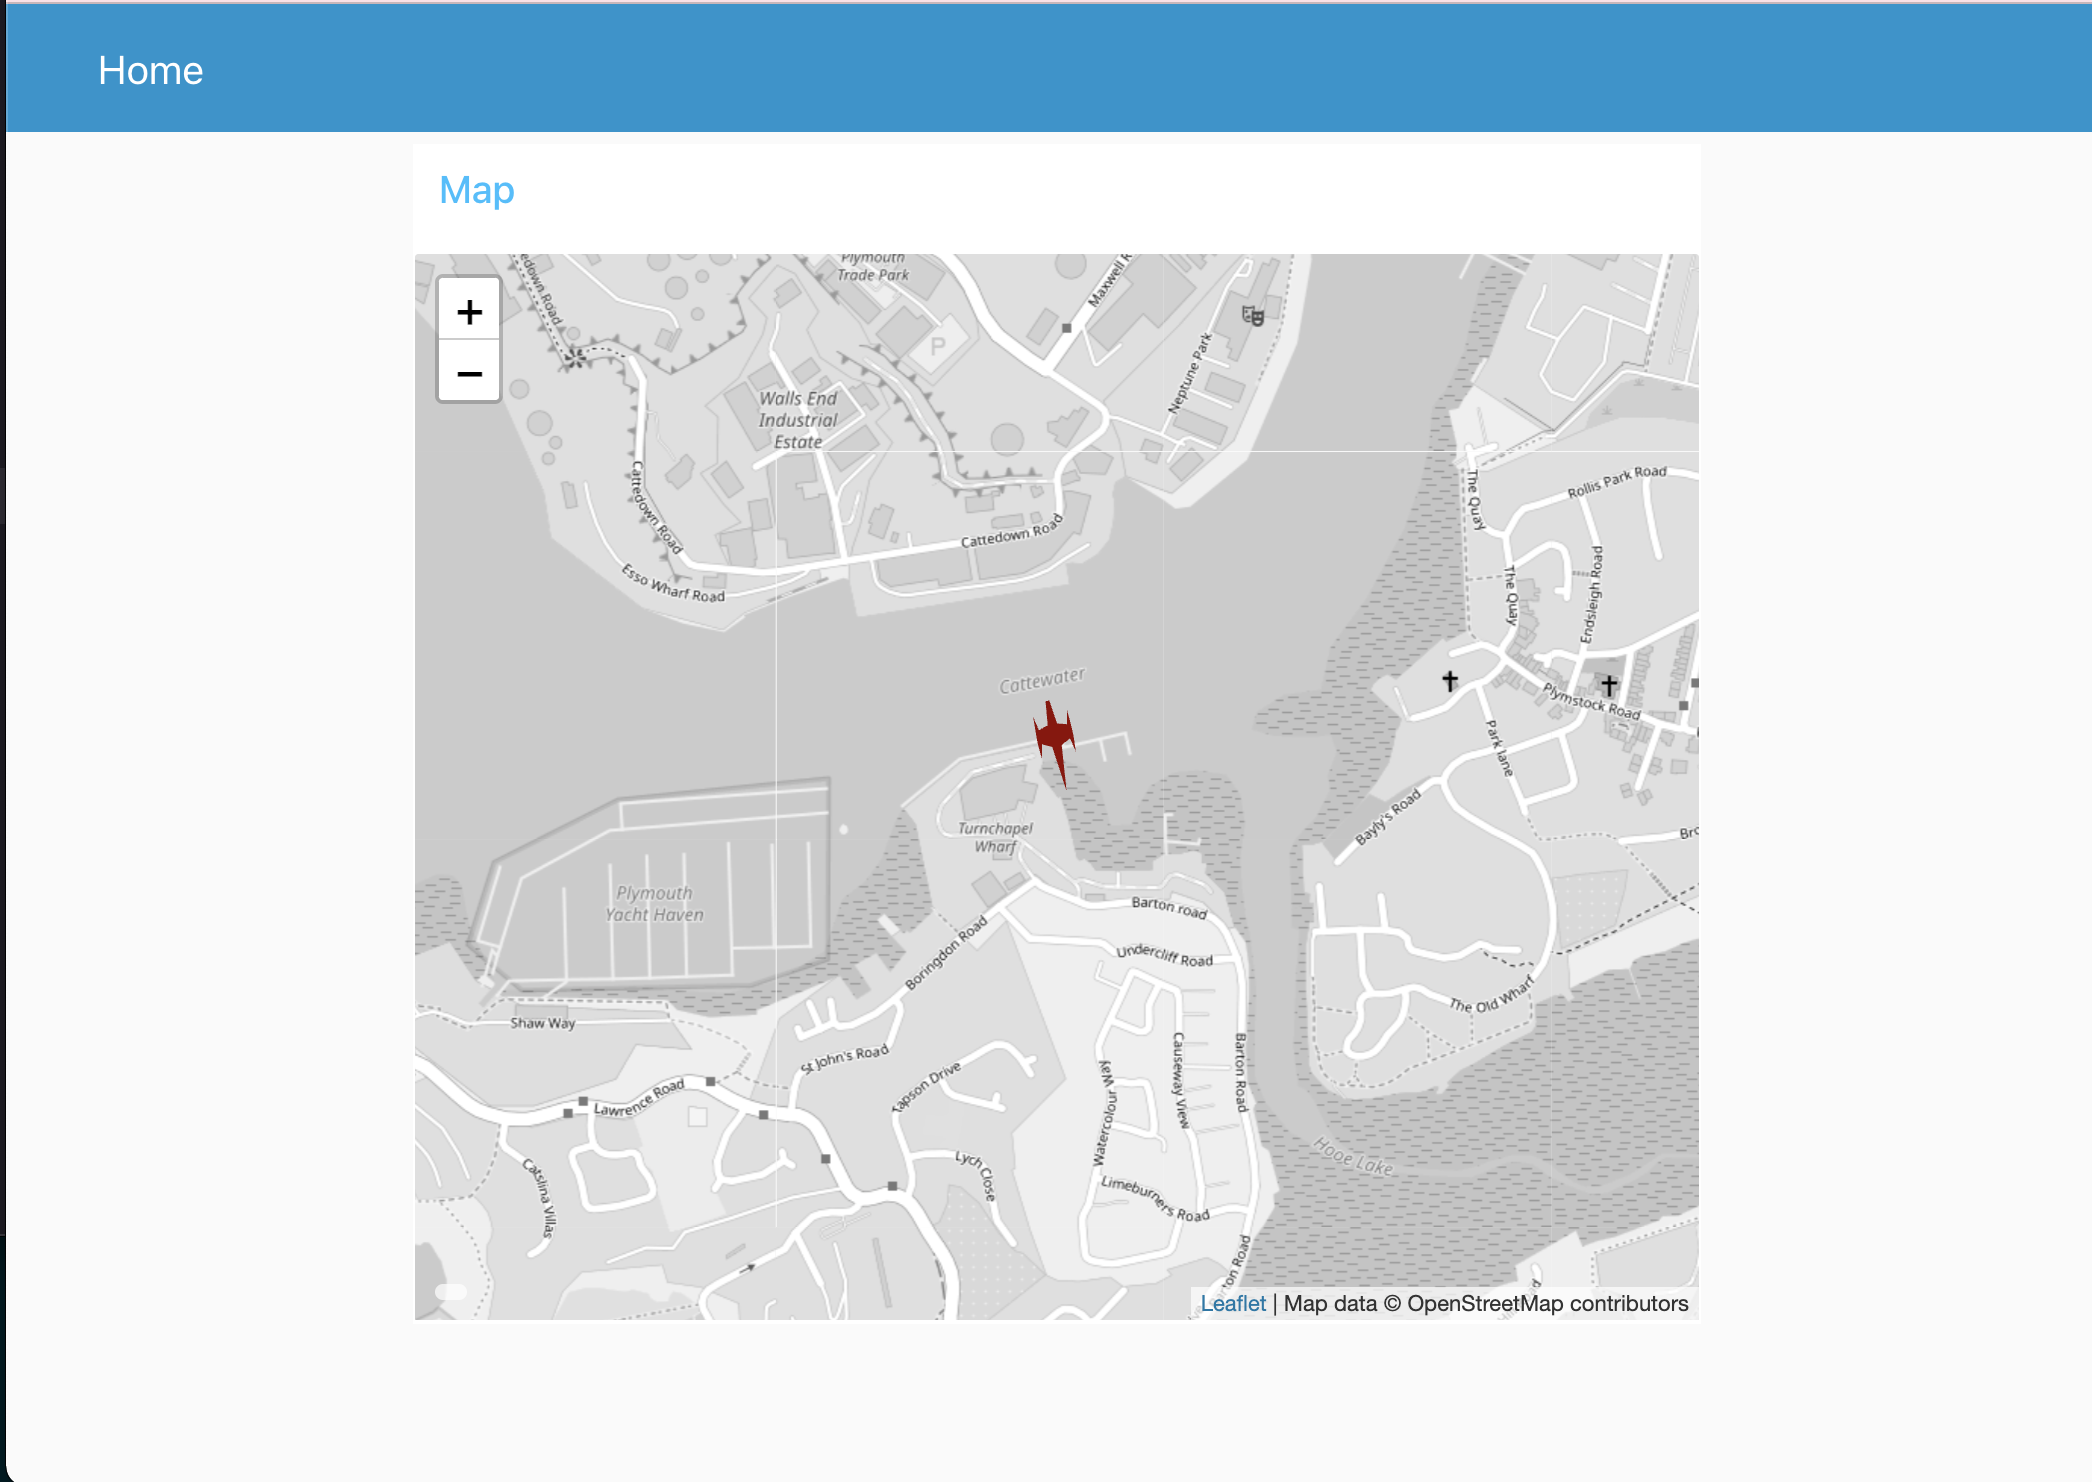 Home
Map
+
−
Plymouth
Trade Park
Maxwell R
edown Road
P
Neptune Park
Walls End
Industrial
Estate
Cattedown Road
Cattedown Road
Esso Wharf Road
The Quay
Rollis Park Road
The Quay
Endsleigh Road
Cattewater
Plymstock Road
Park lane
Bayly's Road
Bro
Turnchapel
Wharf
Plymouth
Yacht Haven
Barton road
Boringdon Road
Undercliff Road
The Old Wharf
Shaw Way
St John's Road
Tapson Drive
Causeway View
Barton Road
Watercolour Way
Lawrence Road
Hooe Lake
Lych Close
Catslina Villas
Limeburners Road
arton Road
Leaflet | Map data © OpenStreetMap contributors